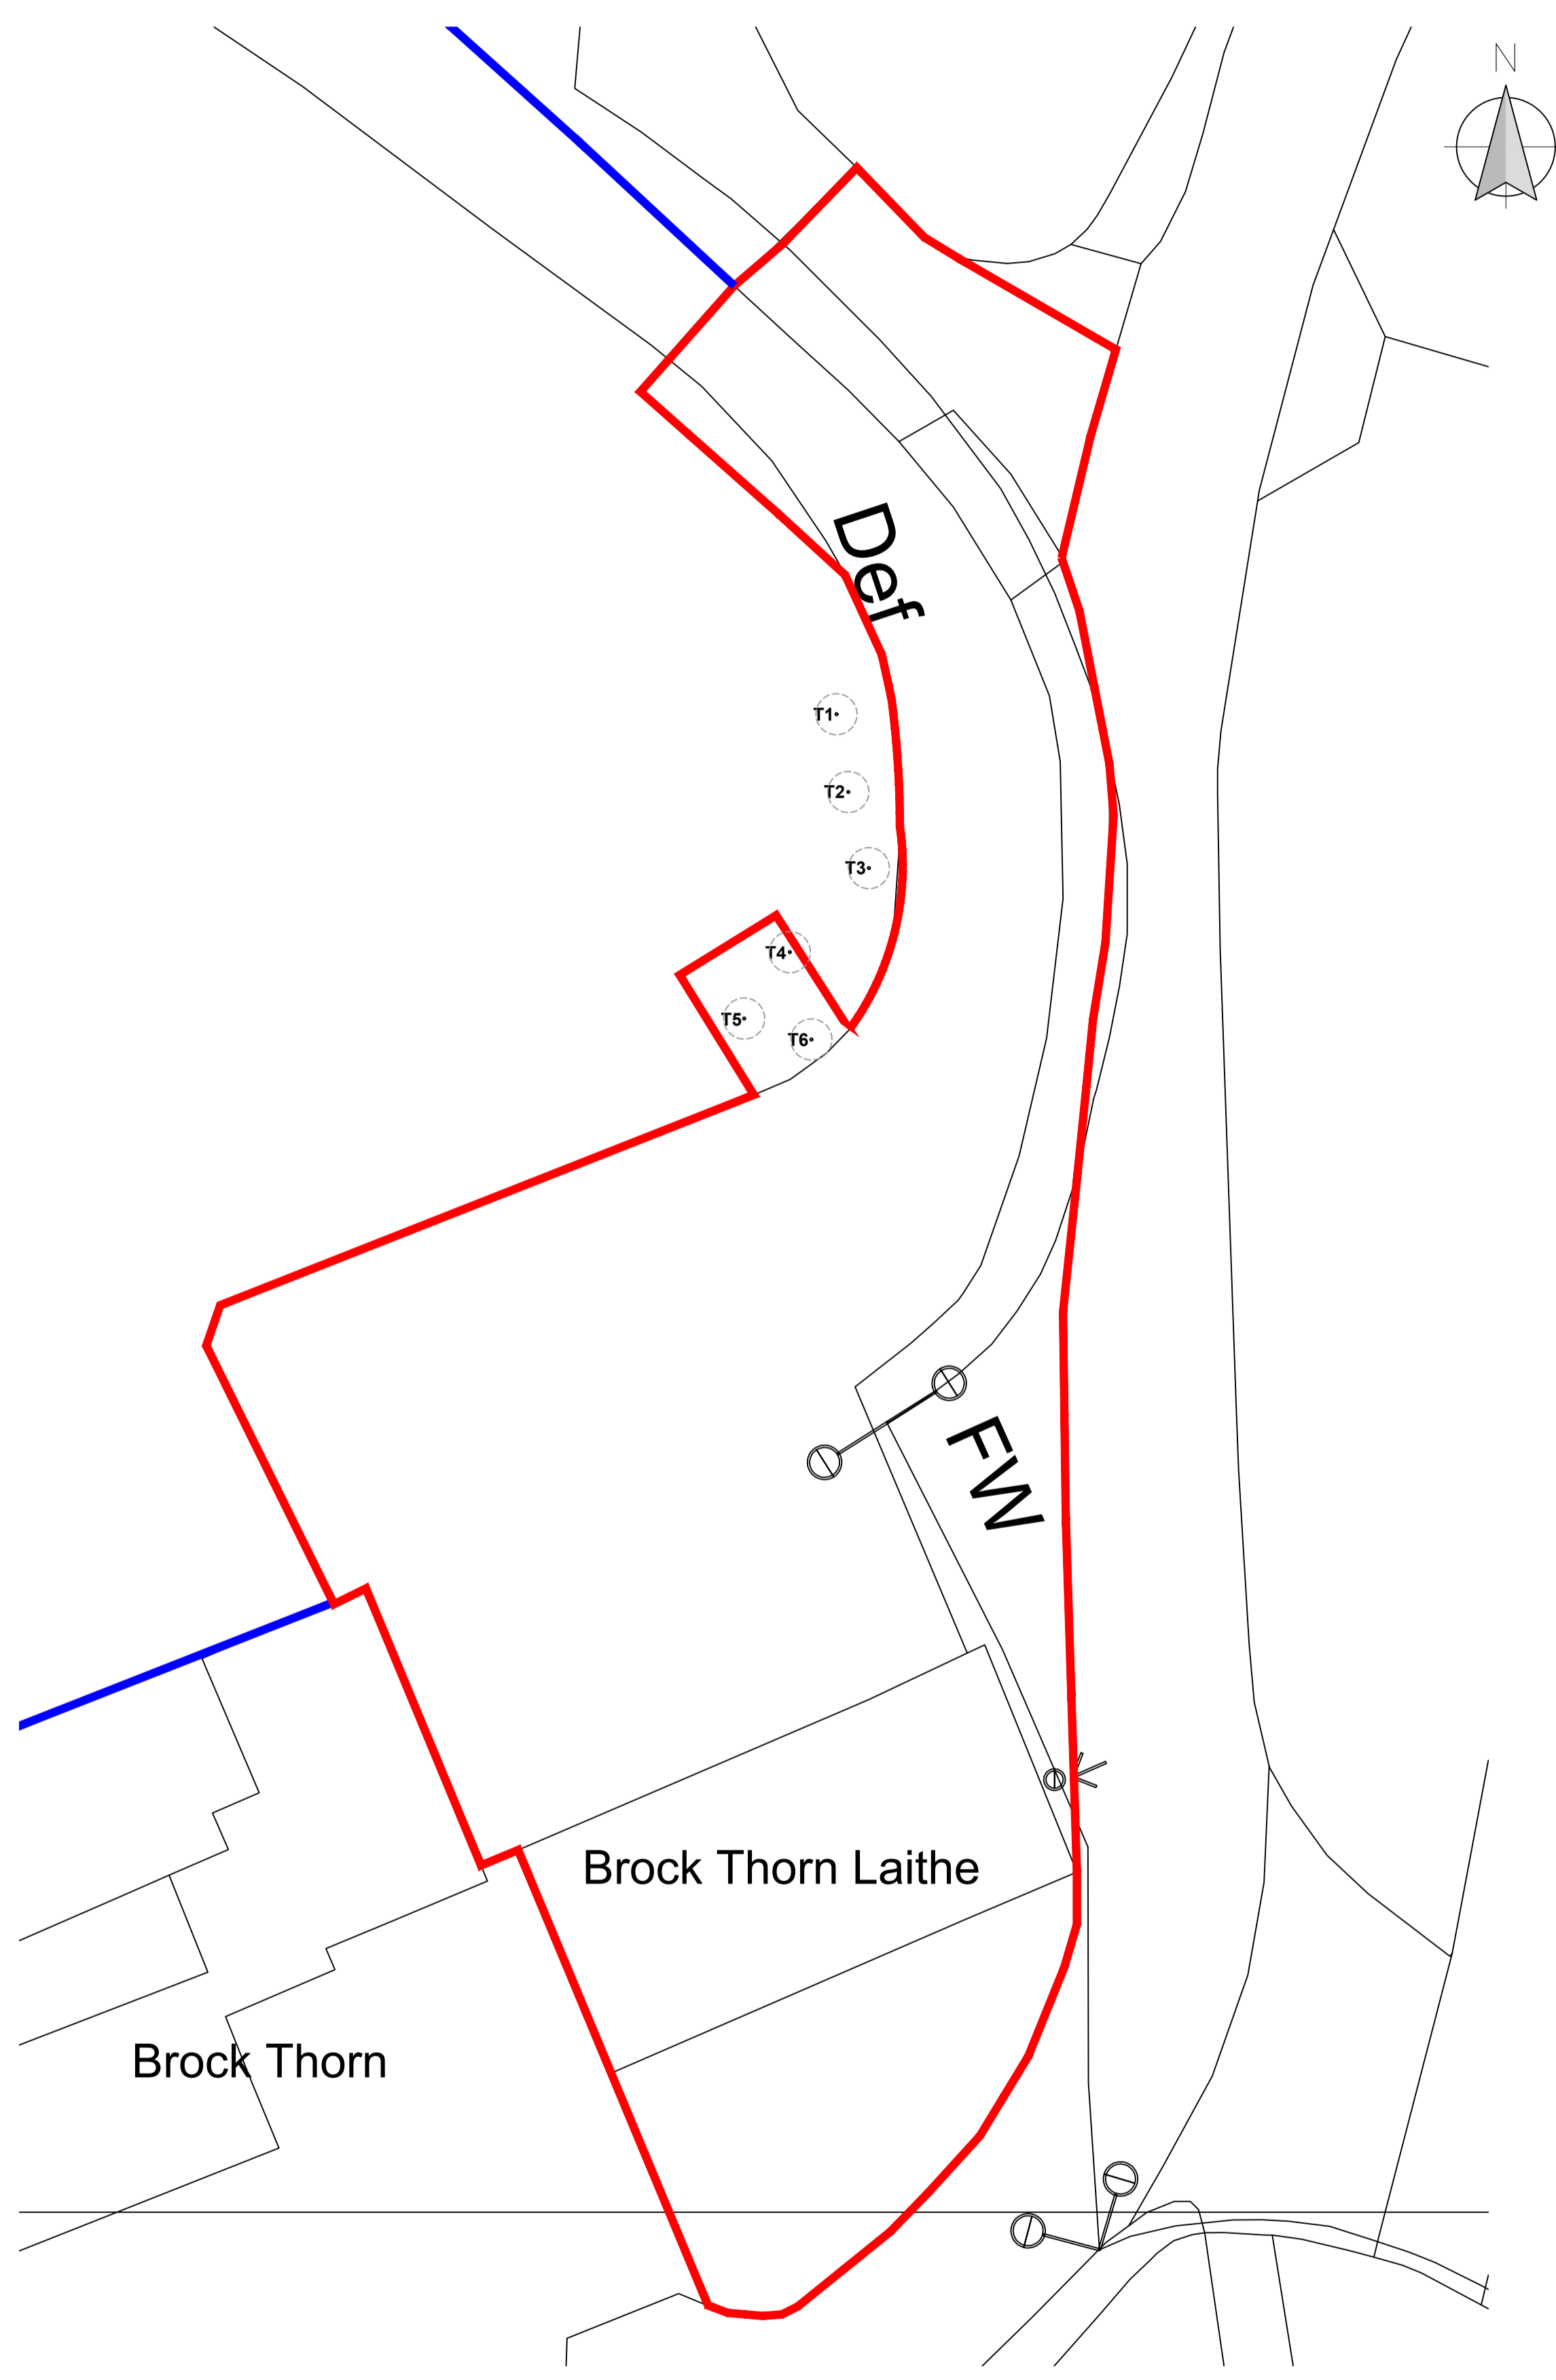 N
Def
T1
T2
T3
T4
T5
T6
FW
Brock Thorn Laithe
Brock Thorn